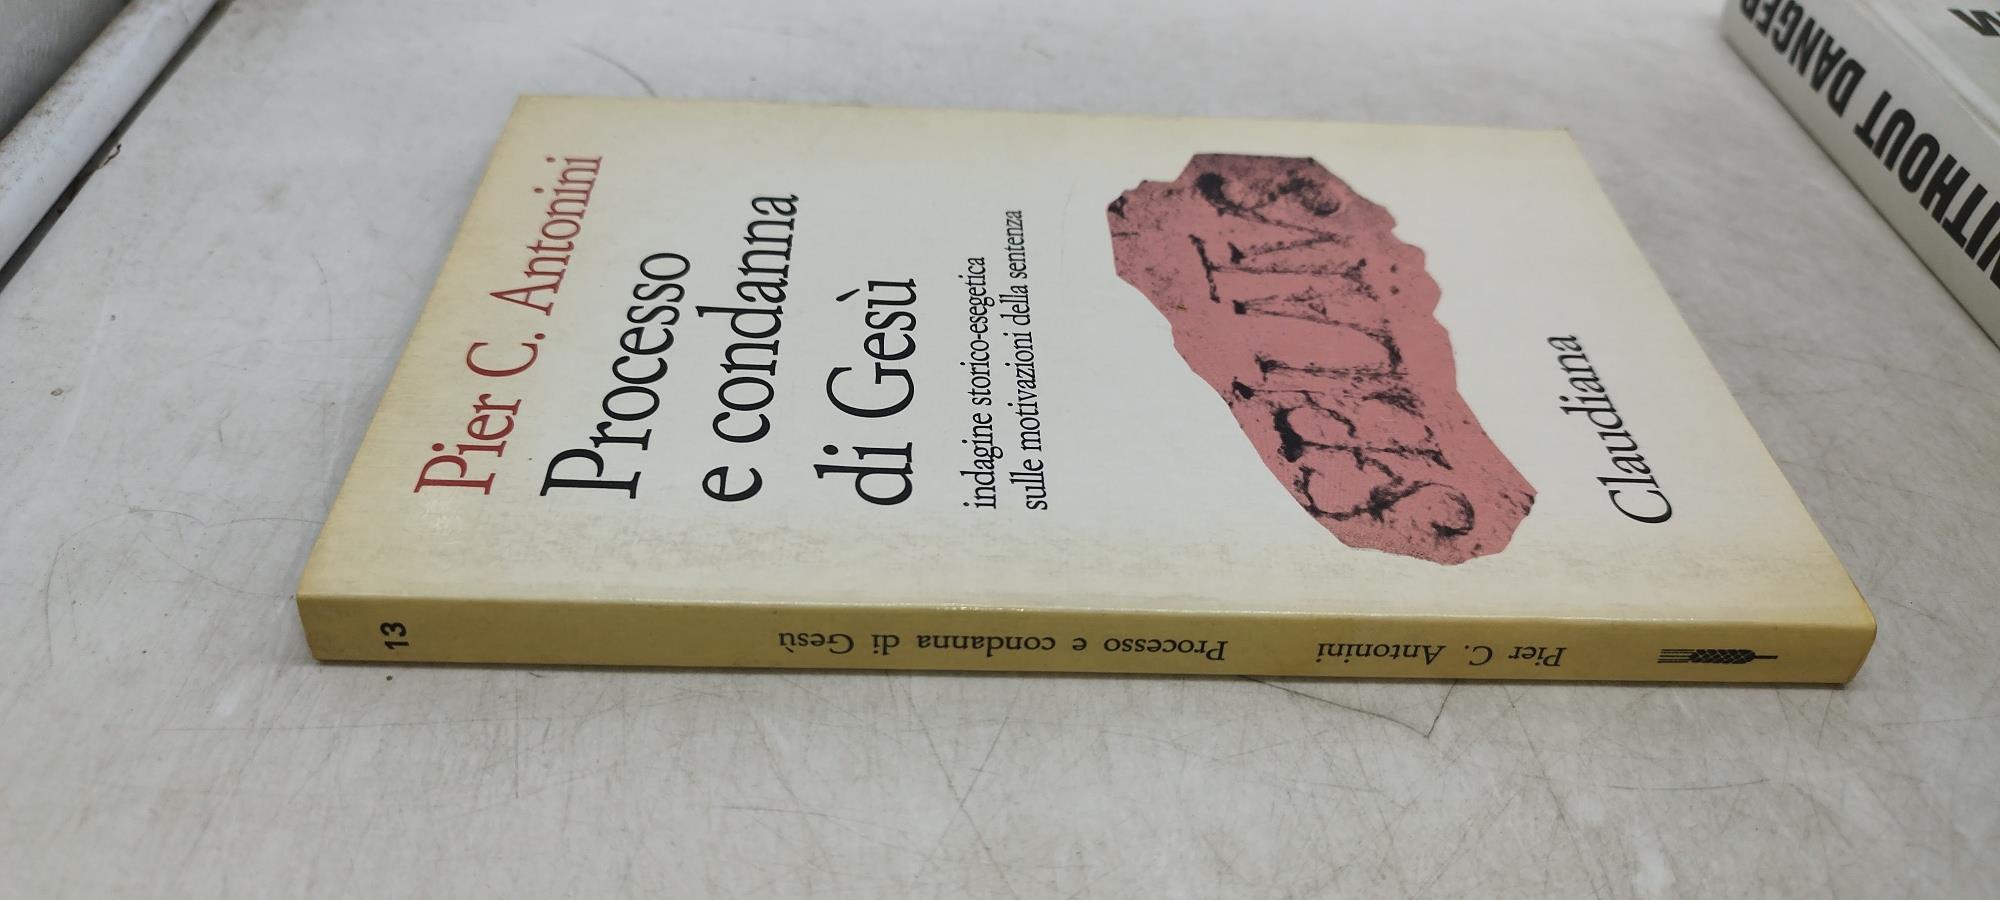 Pier C. Antonini
Processo
e condanna
di Gesù
indagine storico-esegetica
sulle motivazioni della sentenza
SPILATVS
Claudiana
Pier C. Antonini Processo e condanna di Gesù
13
WITHOUT DANGER